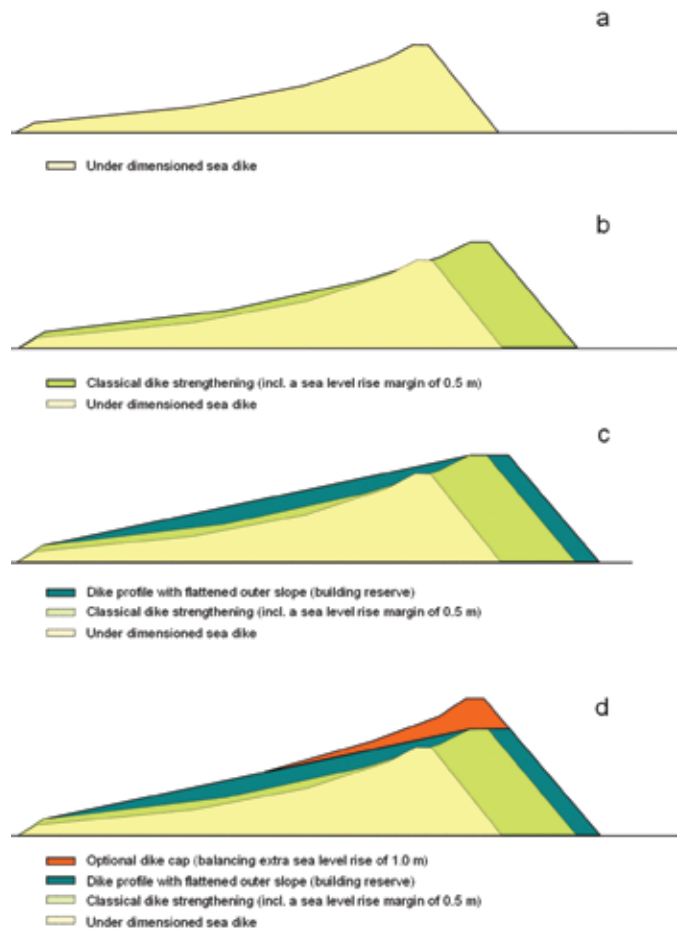 a
Under dimensioned sea dike
b
Classical dike strengthening (incl. a sea level rise margin of 0.5 m)
Under dimensioned sea dike
c
Dike profile with flattened outer slope (building reserve)
Classical dike strengthening (incl. a sea level rise margin of 0.5 m)
Under dimensioned sea dike
d
Optional dike cap (balancing extra sea level rise of 1.0 m)
Dike profile with flattened outer slope (building reserve)
Classical dike strengthening (incl. a sea level rise margin of 0.5 m)
Under dimensioned sea dike